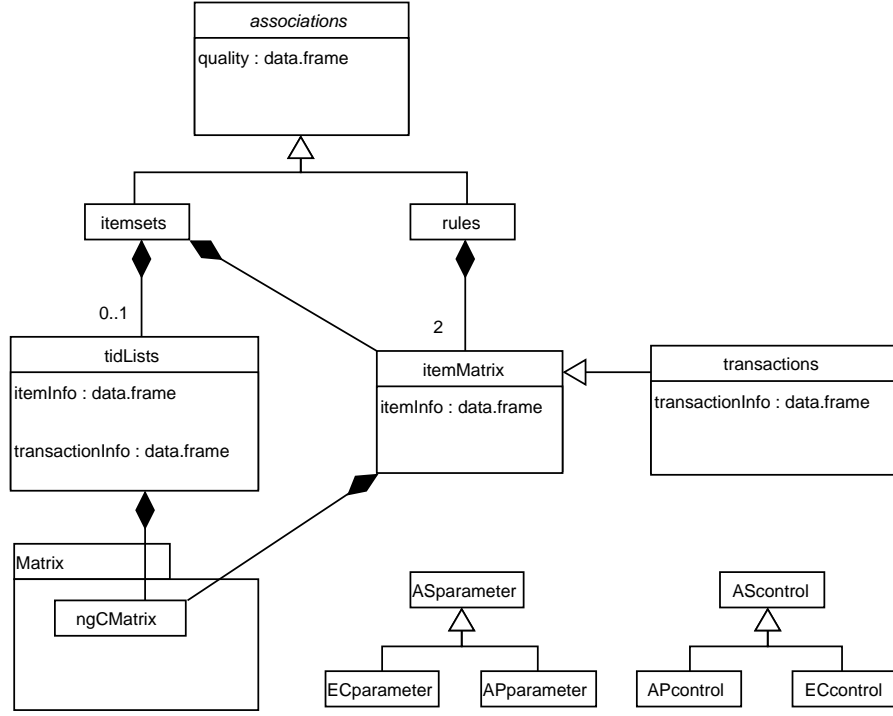 associations
quality : data.frame
itemsets
rules
0..1
2
tidLists
itemInfo : data.frame
transactionInfo : data.frame
itemMatrix
itemInfo : data.frame
transactions
transactionInfo : data.frame
Matrix
ngCMatrix
ASparameter
ECparameter
APparameter
AScontrol
APcontrol
ECcontrol